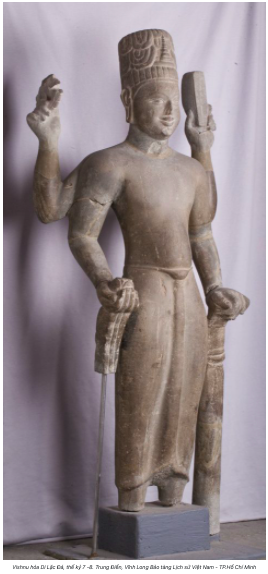 Vishnu hóa Di Lặc Đá, thế kỷ 7 -8. Trung Điền, Vĩnh Long Bảo tàng Lịch sử Việt Nam - TP.Hồ Chí Minh